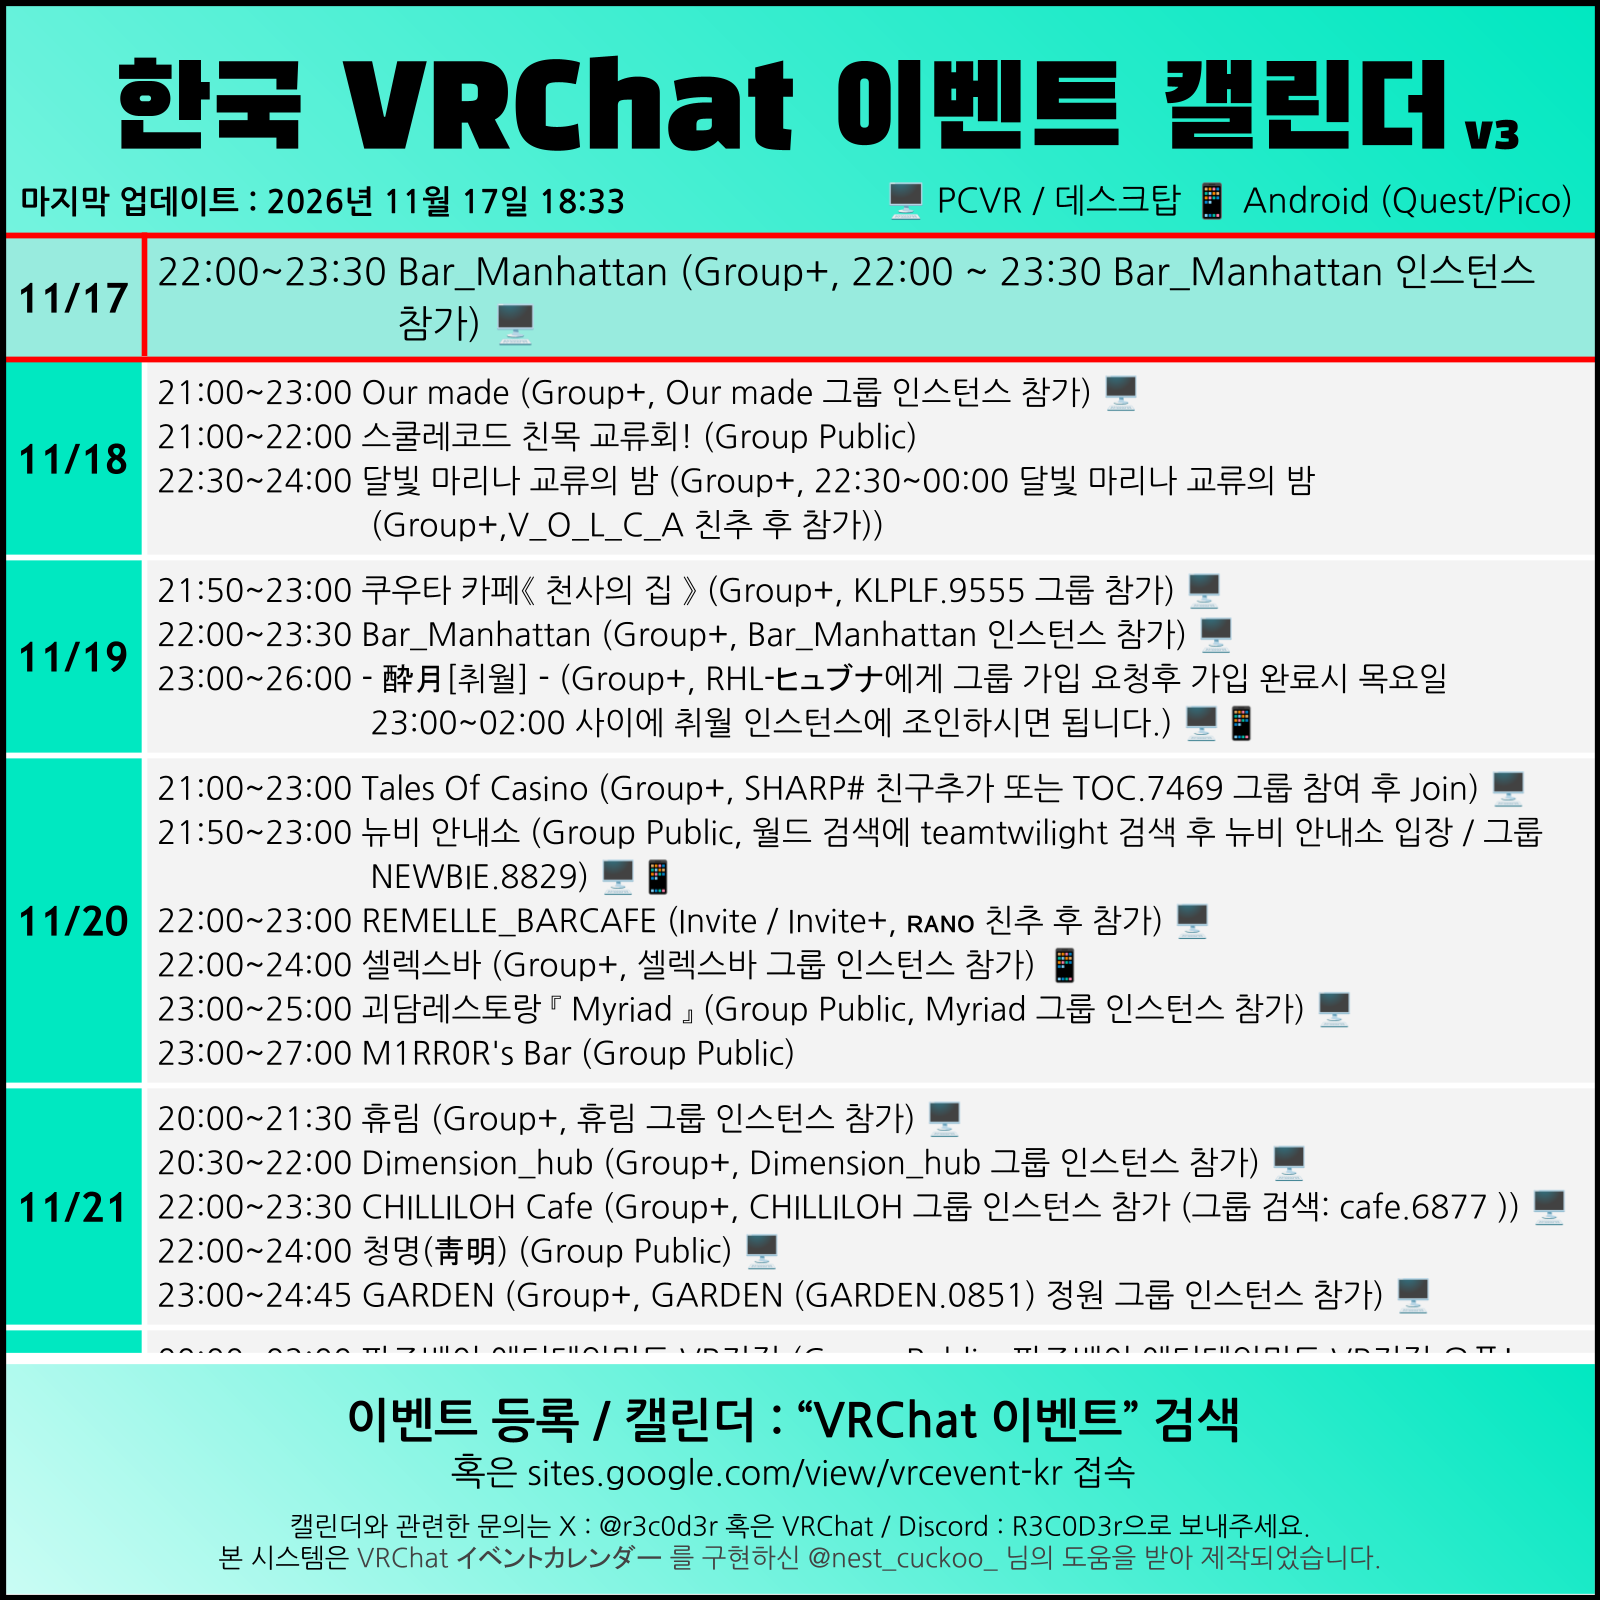 한국 VRChat 이벤트 캘린더 v3
마지막 업데이트 : 2026년 11월 17일 18:33
PCVR / 데스크탑 Android (Quest/Pico)
11/17
22:00~23:30 Bar_Manhattan (Group+, 22:00 ~ 23:30 Bar_Manhattan 인스턴스
참가)
11/18
21:00~23:00 Our made (Group+, Our made 그룹 인스턴스 참가)
21:00~22:00 스쿨레코드 친목 교류회! (Group Public)
22:30~24:00 달빛 마리나 교류의 밤 (Group+, 22:30~00:00 달빛 마리나 교류의 밤
(Group+,V_O_L_C_A 친추 후 참가))
11/19
21:50~23:00 쿠우타 카페《 천사의 집 》 (Group+, KLPLF.9555 그룹 참가)
22:00~23:30 Bar_Manhattan (Group+, Bar_Manhattan 인스턴스 참가)
23:00~26:00 - 酔月[취월] - (Group+, RHL-ヒュブナ에게 그룹 가입 요청후 가입 완료시 목요일
23:00~02:00 사이에 취월 인스턴스에 조인하시면 됩니다.)
11/20
21:00~23:00 Tales Of Casino (Group+, SHARP# 친구추가 또는 TOC.7469 그룹 참여 후 Join)
21:50~23:00 뉴비 안내소 (Group Public, 월드 검색에 teamtwilight 검색 후 뉴비 안내소 입장 / 그룹
NEWBIE.8829)
22:00~23:00 REMELLE_BARCAFE (Invite / Invite+, ʀᴀɴᴏ 친추 후 참가)
22:00~24:00 셀렉스바 (Group+, 셀렉스바 그룹 인스턴스 참가)
23:00~25:00 괴담레스토랑『 Myriad 』(Group Public, Myriad 그룹 인스턴스 참가)
23:00~27:00 M1RR0R's Bar (Group Public)
11/21
20:00~21:30 휴림 (Group+, 휴림 그룹 인스턴스 참가)
20:30~22:00 Dimension_hub (Group+, Dimension_hub 그룹 인스턴스 참가)
22:00~23:30 CHILLILOH Cafe (Group+, CHILLILOH 그룹 인스턴스 참가 (그룹 검색: cafe.6877 ))
22:00~24:00 청명(靑明) (Group Public)
23:00~24:45 GARDEN (Group+, GARDEN (GARDEN.0851) 정원 그룹 인스턴스 참가)
이벤트 등록 / 캘린더 : “VRChat 이벤트” 검색
혹은 sites.google.com/view/vrcevent-kr 접속
캘린더와 관련한 문의는 X : @r3c0d3r 혹은 VRChat / Discord : R3C0D3r으로 보내주세요.
본 시스템은 VRChat イベントカレンダー 를 구현하신 @nest_cuckoo_ 님의 도움을 받아 제작되었습니다.